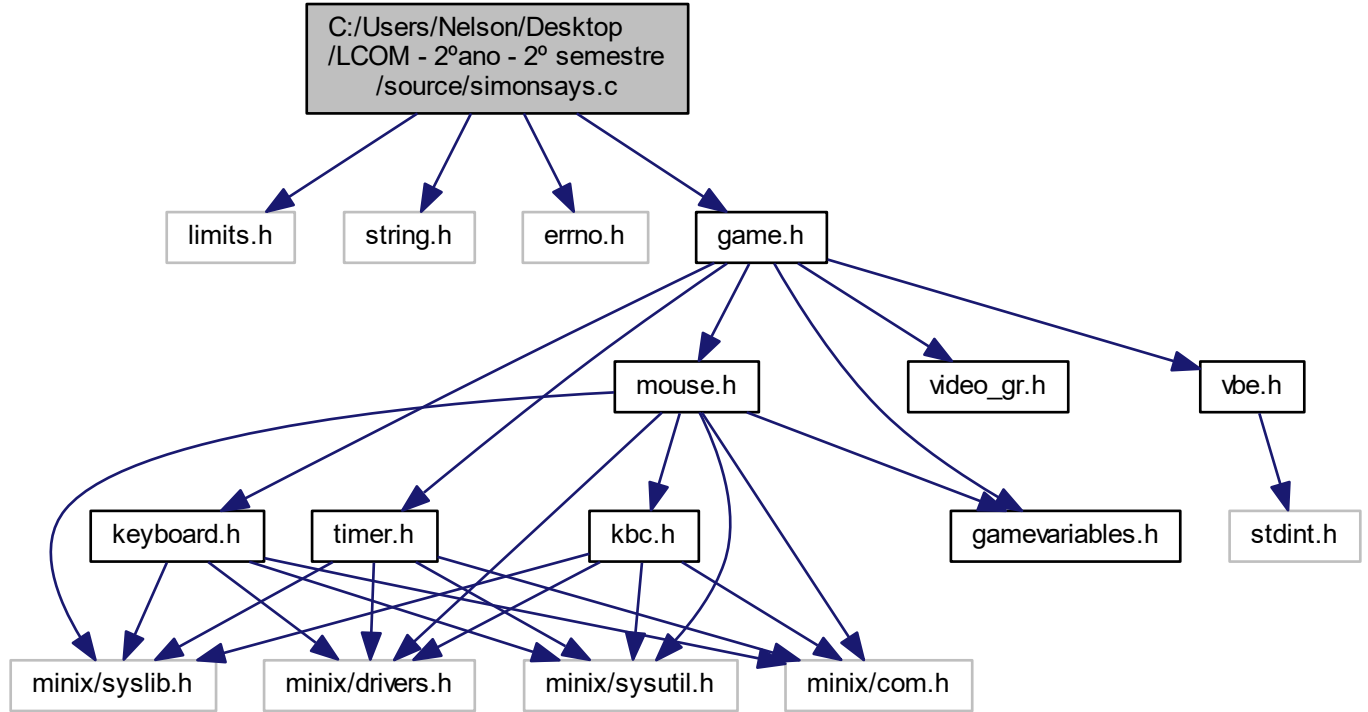 C:/Users/Nelson/Desktop
/LCOM - 2ºano - 2º semestre
/source/simonsays.c
limits.h
string.h
errno.h
game.h
mouse.h
video_gr.h
vbe.h
keyboard.h
timer.h
kbc.h
gamevariables.h
stdint.h
minix/syslib.h
minix/drivers.h
minix/sysutil.h
minix/com.h